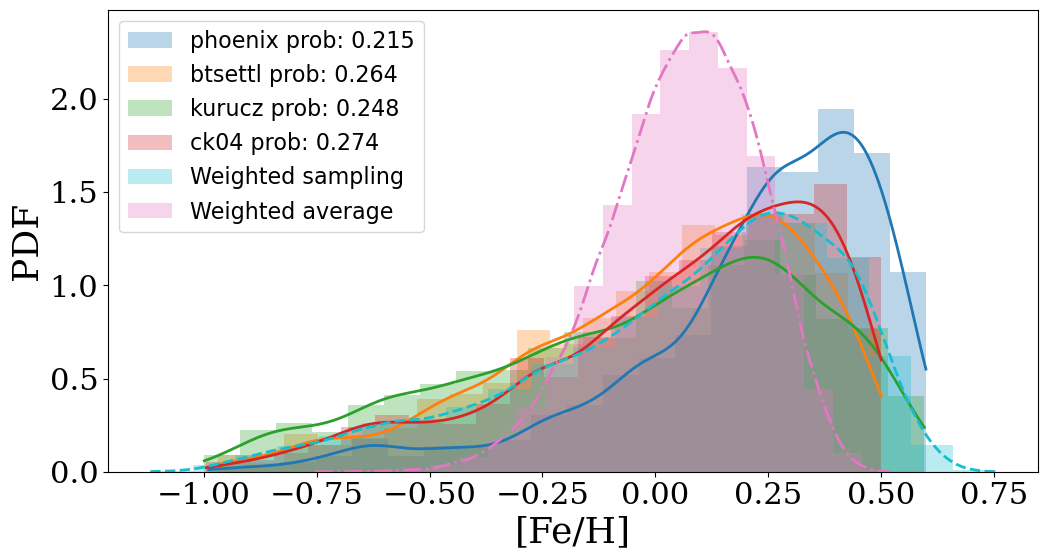 phoenix prob: 0.215
btsettl prob: 0.264
kurucz prob: 0.248
ck04 prob: 0.274
Weighted sampling
Weighted average
PDF
2.0
1.5
1.0
0.5
0.0
−1.00 −0.75 −0.50 −0.25 0.00 0.25 0.50 0.75
[Fe/H]